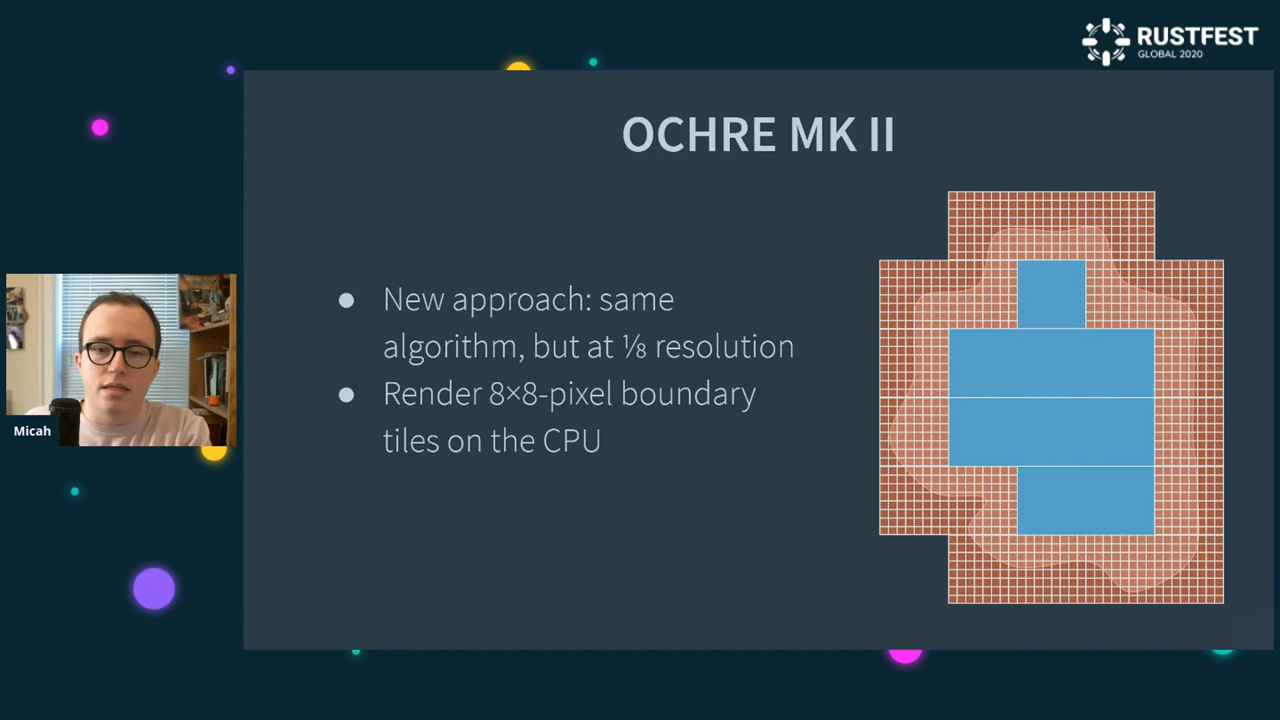 RUSTFEST
GLOBAL 2020
OCHRE MK II
● New approach: same
algorithm, but at ⅛ resolution
● Render 8×8-pixel boundary
tiles on the CPU
Micah